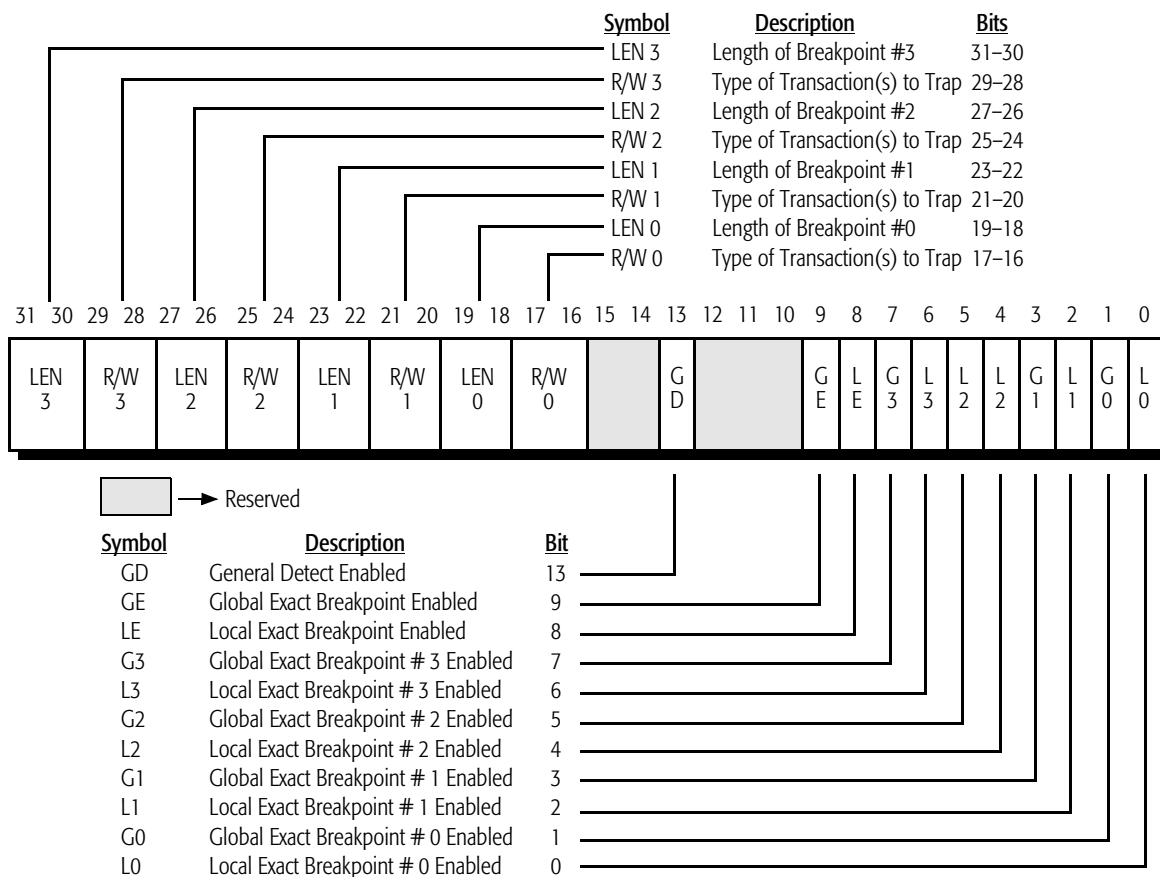 Symbol Description Bits
LEN 3 Length of Breakpoint #3 31–30
R/W 3 Type of Transaction(s) to Trap 29–28
LEN 2 Length of Breakpoint #2 27–26
R/W 2 Type of Transaction(s) to Trap 25–24
LEN 1 Length of Breakpoint #1 23–22
R/W 1 Type of Transaction(s) to Trap 21–20
LEN 0 Length of Breakpoint #0 19–18
R/W 0 Type of Transaction(s) to Trap 17–16
31 30 29 28 27 26 25 24 23 22 21 20 19 18 17 16 15 14 13 12 11 10 9 8 7 6 5 4 3 2 1 0
LEN R/W LEN R/W LEN R/W LEN R/W G G L G L L L G L G L
3 3 2 2 1 1 0 0 D E E 3 3 2 2 1 1 0 0
Reserved
Symbol Description Bit
GD General Detect Enabled 13
GE Global Exact Breakpoint Enabled 9
LE Local Exact Breakpoint Enabled 8
G3 Global Exact Breakpoint # 3 Enabled 7
L3 Local Exact Breakpoint # 3 Enabled 6
G2 Global Exact Breakpoint # 2 Enabled 5
L2 Local Exact Breakpoint # 2 Enabled 4
G1 Global Exact Breakpoint # 1 Enabled 3
L1 Local Exact Breakpoint # 1 Enabled 2
G0 Global Exact Breakpoint # 0 Enabled 1
L0 Local Exact Breakpoint # 0 Enabled 0